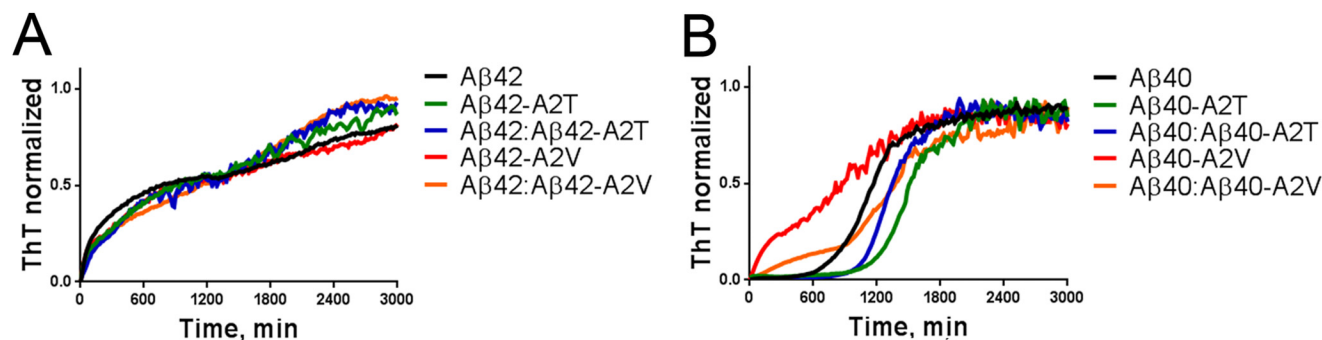 A
ThT normalized
1.0
0.5
0.0
0
600
1200
1800
2400
3000
Time, min
Aβ42
Aβ42-A2T
Aβ42:Aβ42-A2T
Aβ42-A2V
Aβ42:Aβ42-A2V
B
ThT normalized
1.0
0.5
0.0
0
600
1200
1800
2400
3000
Time, min
Aβ40
Aβ40-A2T
Aβ40:Aβ40-A2T
Aβ40-A2V
Aβ40:Aβ40-A2V